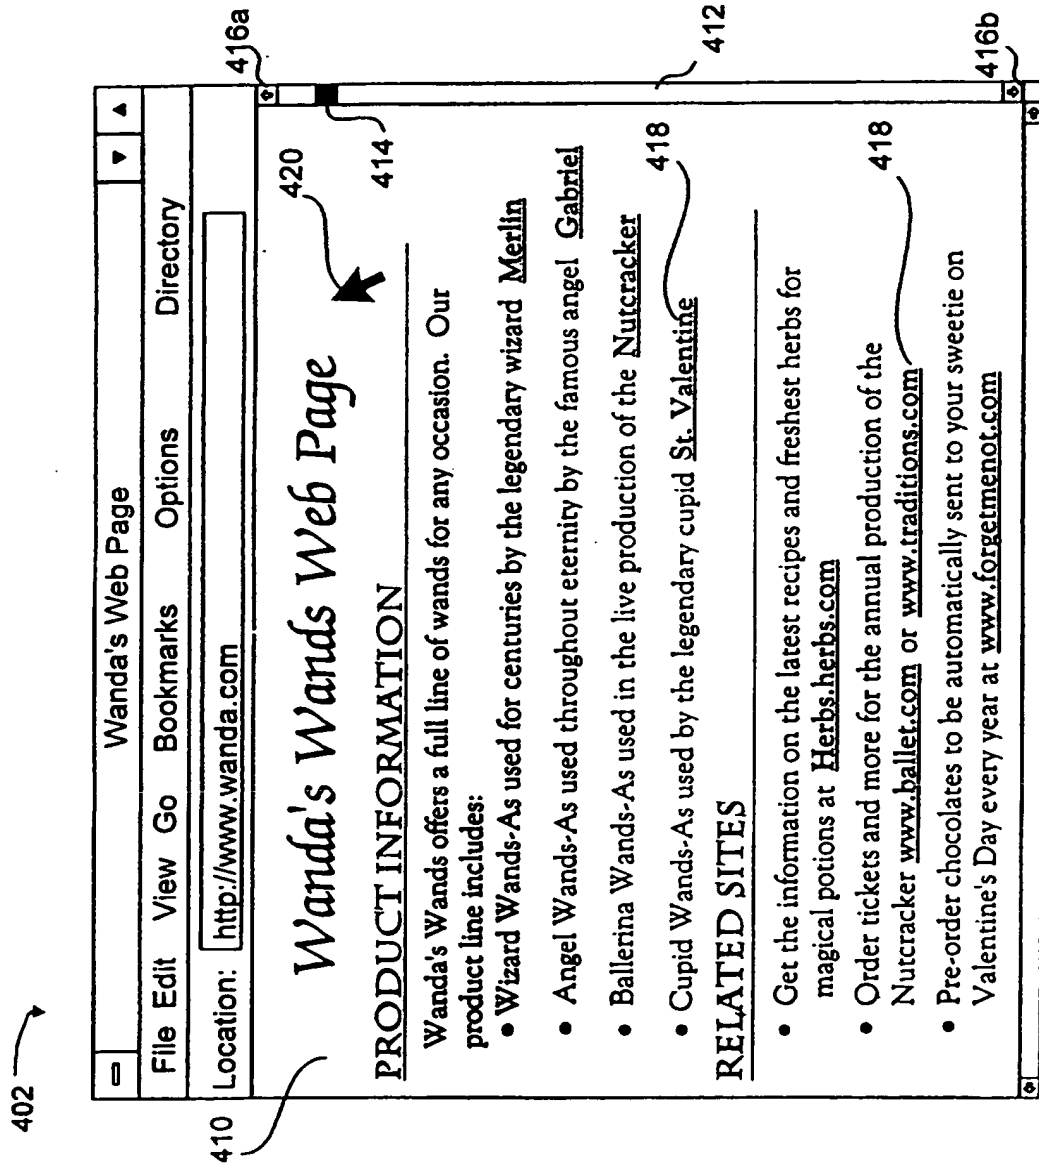 402
Wanda's Web Page
File Edit View Go Bookmarks Options Directory
Location: http://www.wanda.com
416a
410
Wanda's Wands Web Page
420
414
PRODUCT INFORMATION
Wanda's Wands offers a full line of wands for any occasion. Our
product line includes:
• Wizard Wands-As used for centuries by the legendary wizard Merlin
• Angel Wands-As used throughout eternity by the famous angel Gabriel
• Ballerina Wands-As used in the live production of the Nutcracker
• Cupid Wands-As used by the legendary cupid St. Valentine
418
412
RELATED SITES
• Get the information on the latest recipes and freshest herbs for
magical potions at Herbs.herbs.com
• Order tickets and more for the annual production of the
Nutcracker www.ballet.com or www.traditions.com
418
• Pre-order chocolates to be automatically sent to your sweetie on
Valentine's Day every year at www.forgetmenot.com
416b